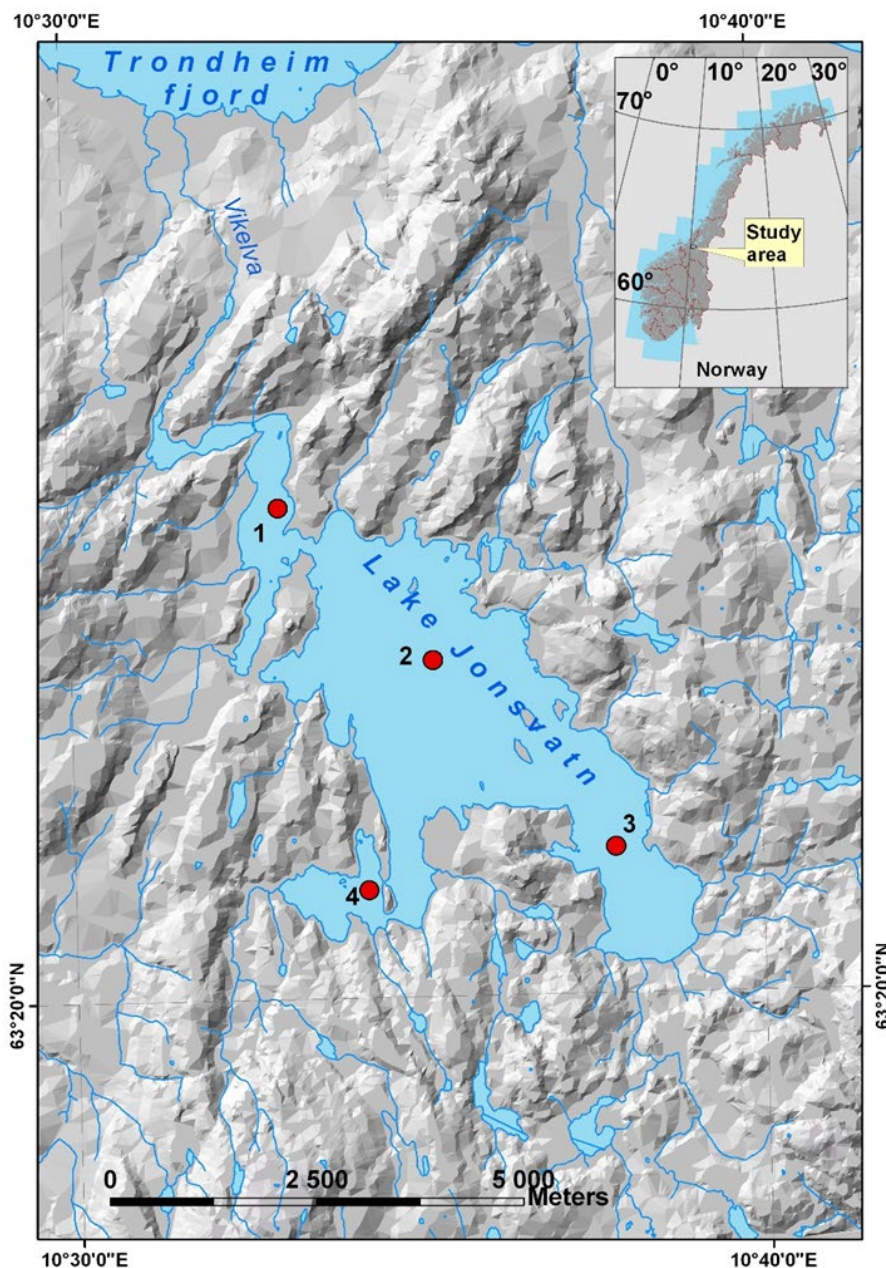 10°30'0"E
10°40'0"E
Trondheim
fjord
0°
10°
20°
30°
70°
Vikelva
Study
area
60°
Norway
1
Lake Jonsvatn
2
3
4
63°20'0"N
63°20'0"N
0
2 500
5 000
Meters
10°30'0"E
10°40'0"E